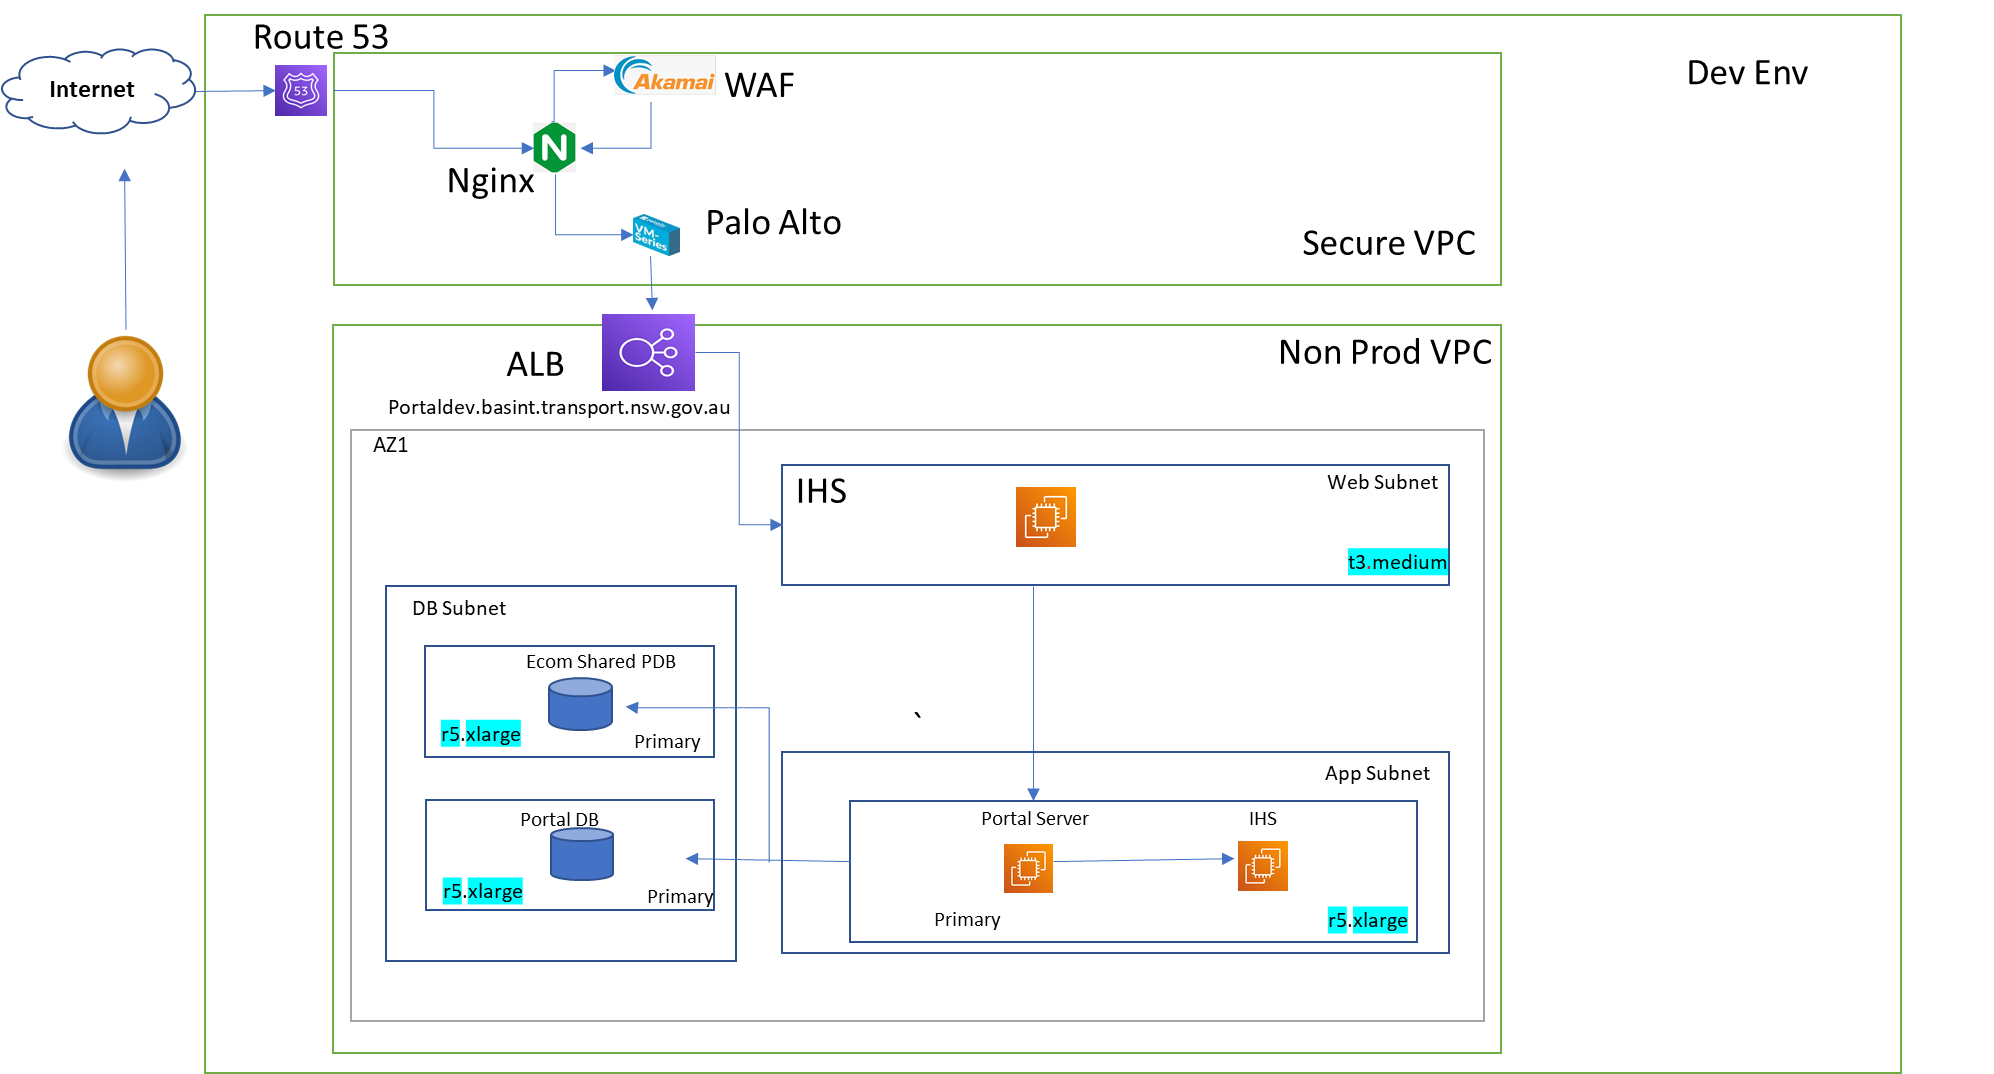 Route 53
Internet
53
Akamai
WAF
Dev Env
N
Nginx
VM-
Series
Palo Alto
Secure VPC
ALB
Non Prod VPC
Portaldev.basint.transport.nsw.gov.au
AZ1
IHS
Web Subnet
t3.medium
DB Subnet
Ecom Shared PDB
r5.xlarge
Primary
`
App Subnet
Portal DB
r5.xlarge
Primary
Portal Server
IHS
Primary
r5.xlarge